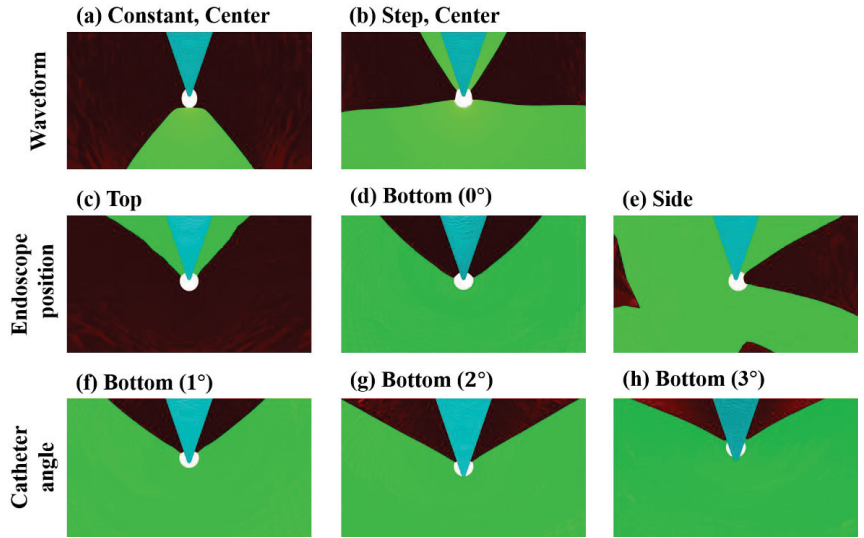 (a) Constant, Center
(b) Step, Center
Waveform
(c) Top
(d) Bottom (0°)
(e) Side
Endoscope
position
(f) Bottom (1°)
(g) Bottom (2°)
(h) Bottom (3°)
Catheter
angle